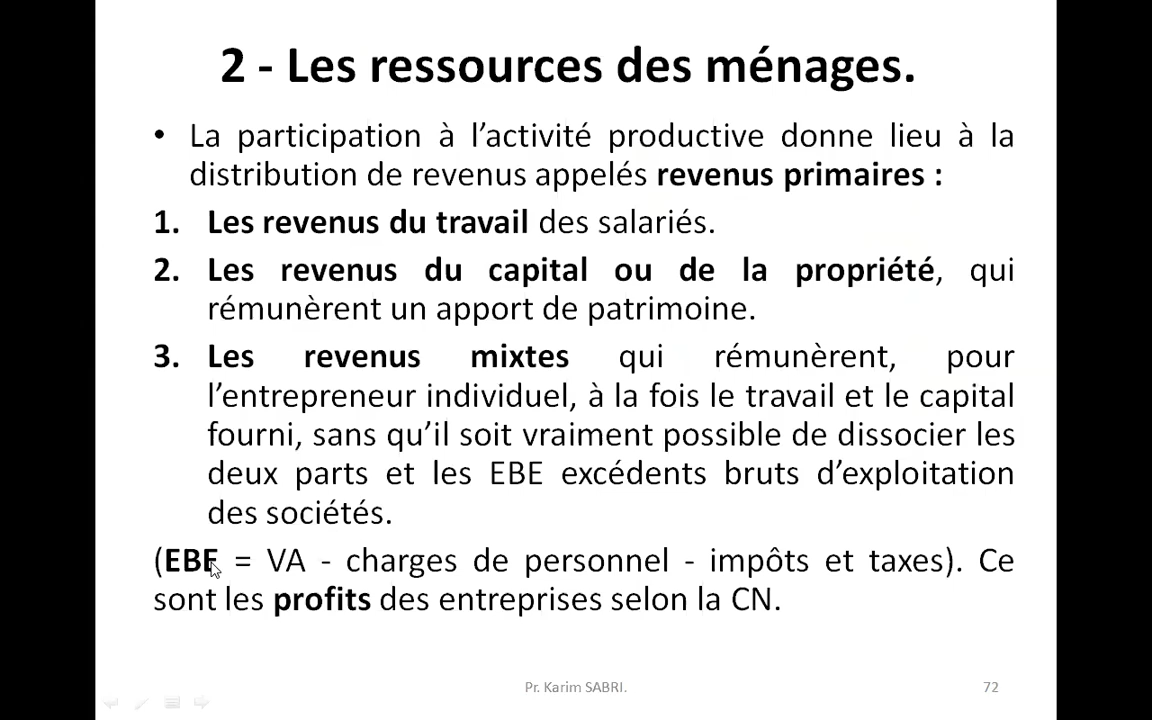 2 - Les ressources des ménages.
• La participation à l’activité productive donne lieu à la
distribution de revenus appelés revenus primaires :
1. Les revenus du travail des salariés.
2. Les revenus du capital ou de la propriété, qui
rémunèrent un apport de patrimoine.
3. Les revenus mixtes qui rémunèrent, pour
l’entrepreneur individuel, à la fois le travail et le capital
fourni, sans qu’il soit vraiment possible de dissocier les
deux parts et les EBE excédents bruts d’exploitation
des sociétés.
(EBE = VA - charges de personnel - impôts et taxes). Ce
sont les profits des entreprises selon la CN.
Pr. Karim SABRI.
72